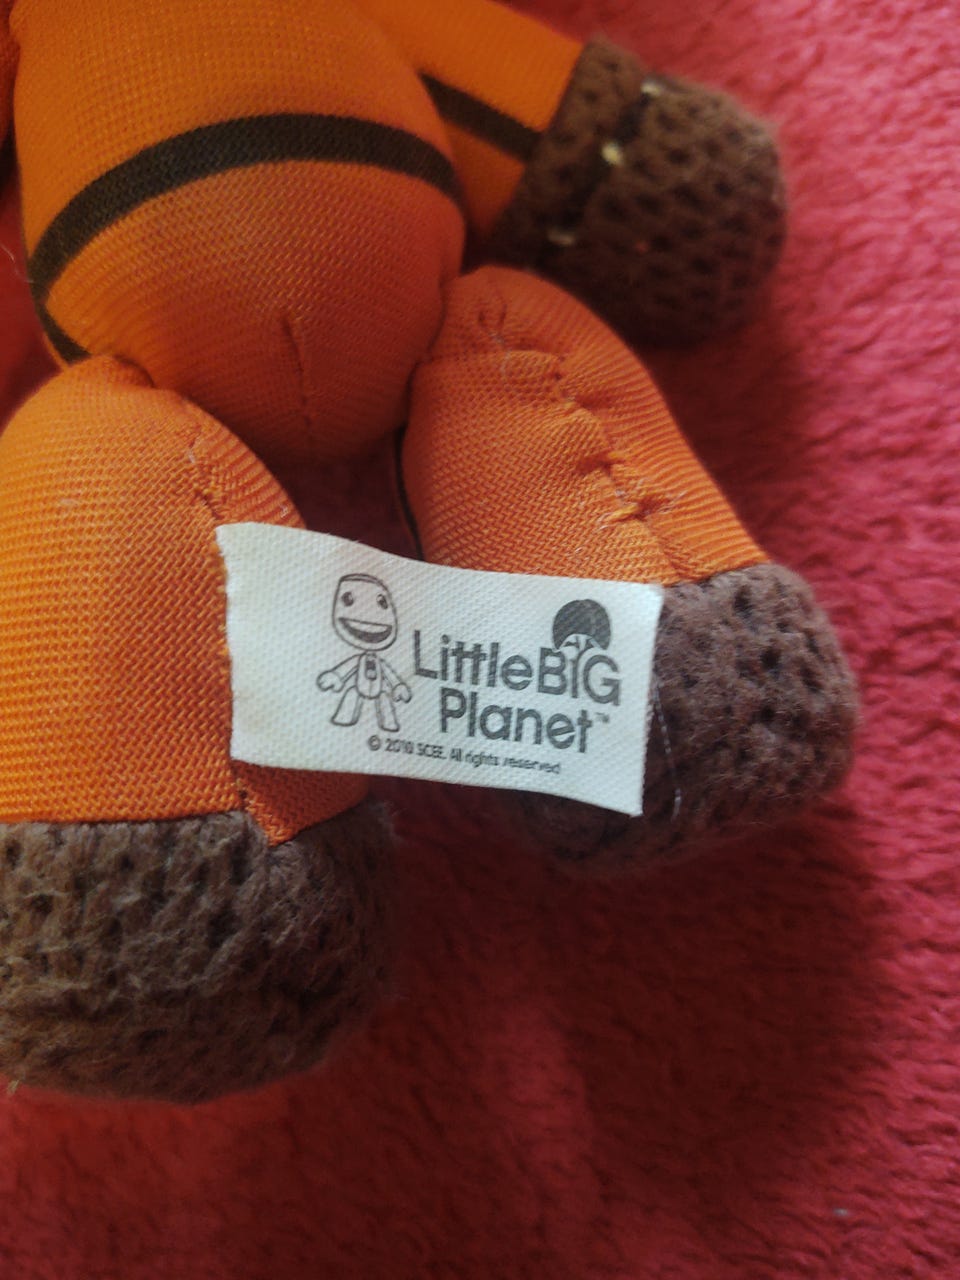 LittleBiG
Planet™
© 2010 SCEE. All rights reserved